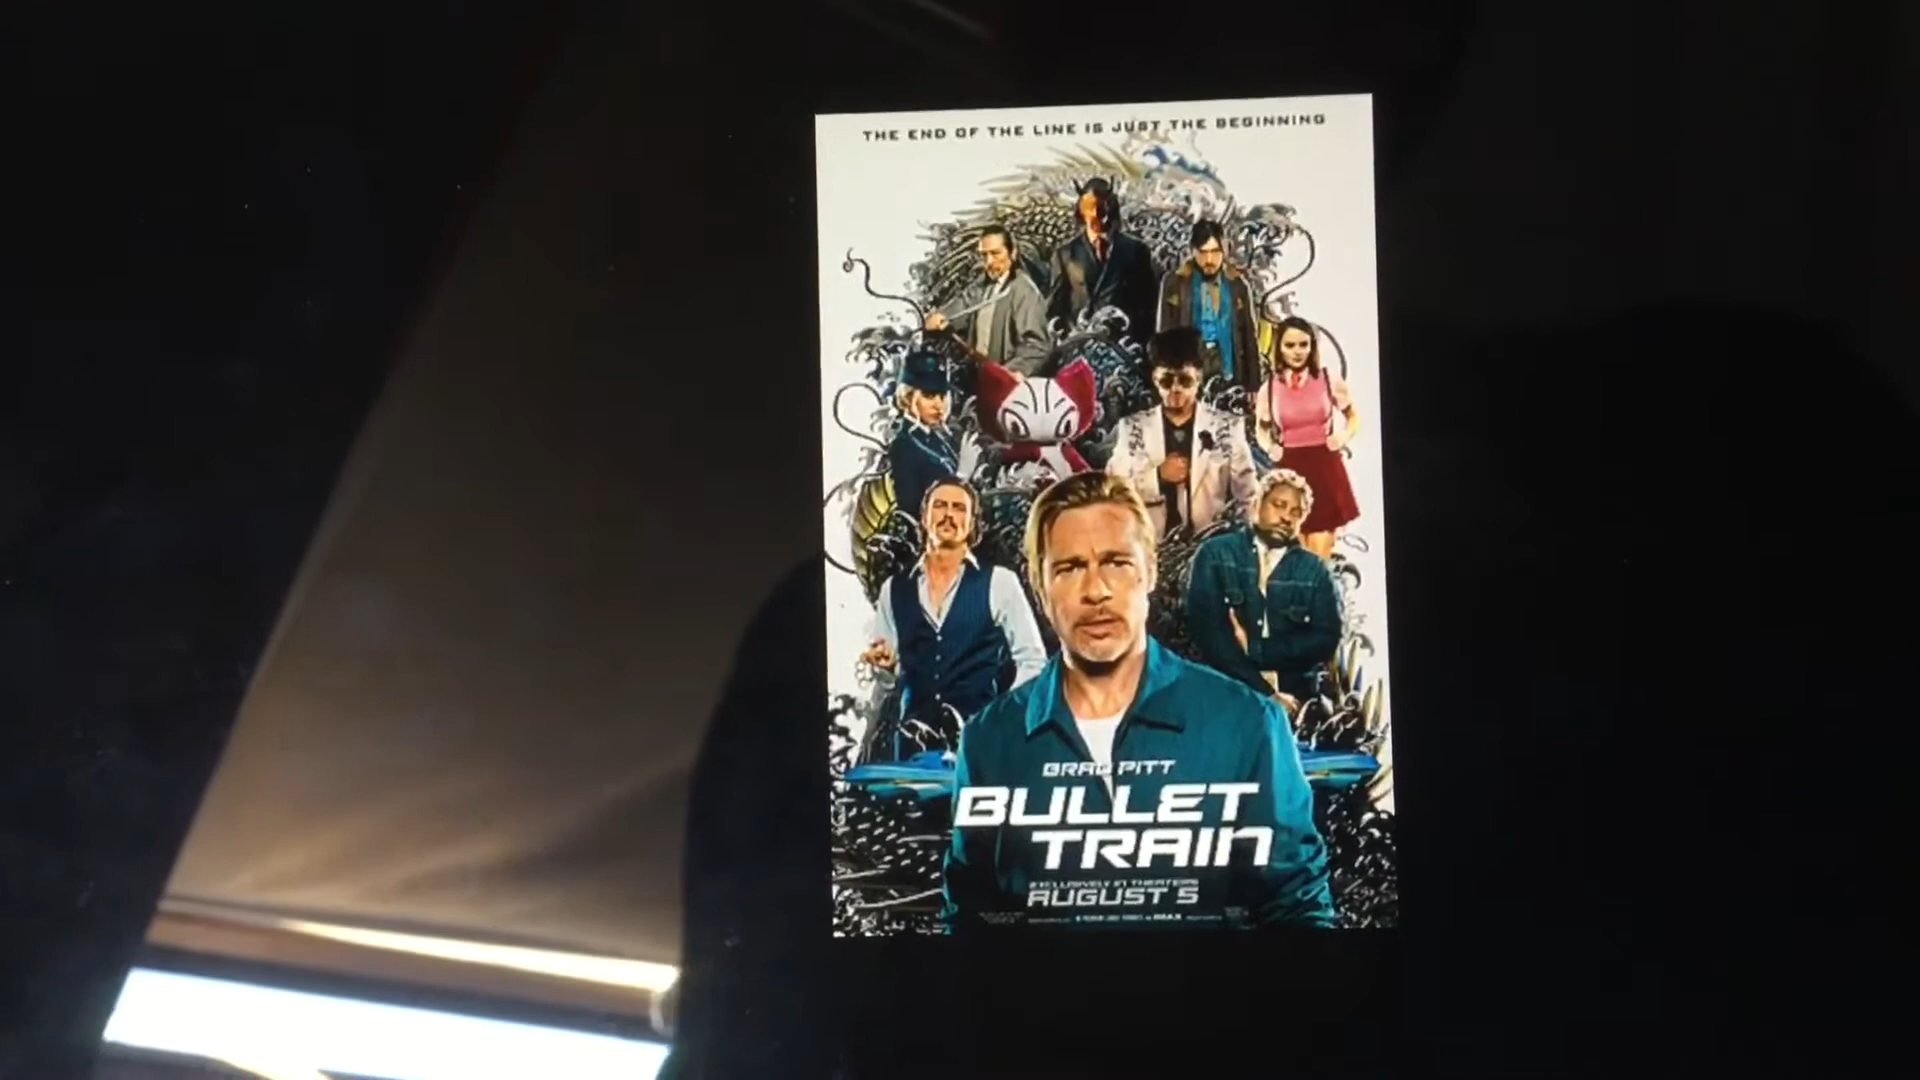 THE END OF THE LINE IS JUST THE BEGINNING
BRAD PITT
BULLET
TRAIN
EXCLUSIVELY IN THEATERS
AUGUST 5